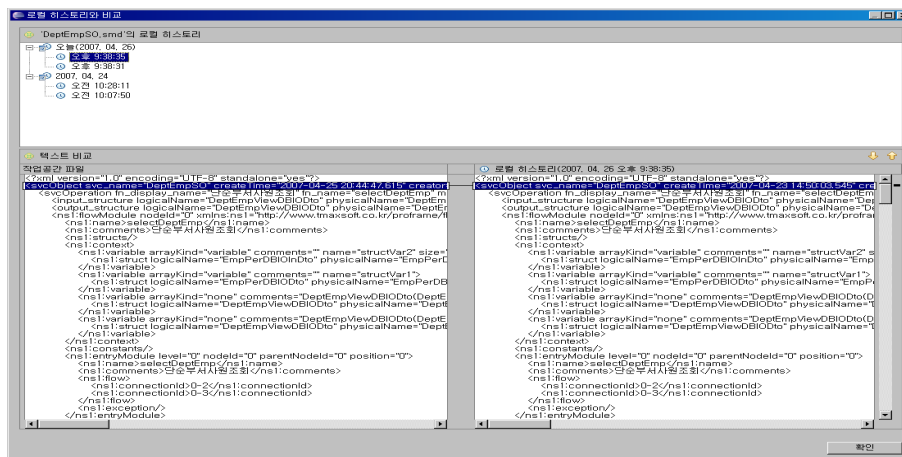 로컬 히스토리와 비교
'DeptEmpSO.smd'의 로컬 히스토리
오늘(2007. 04. 26)
오후 9:38:35
오후 9:38:31
2007. 04. 24
오전 10:28:11
오전 10:07:50
텍스트 비교
작업공간 파일
<?xml version="1.0" encoding="UTF-8" standalone="yes"?>
<svcObject svc_name="DeptEmpSO" createTime="2007-04-25 20:44:47.615" creator
<svcOperation fn_display_name="단순부서사원조회" fn_name="selectDeptEmp" m
<input_structure logicalName="DeptEmpViewDBIODto" physicalName="DeptEm
<output_structure logicalName="DeptEmpViewDBIODto" physicalName="DeptEr
<ns1:flowModule nodeId="0" xmlns:ns1="http://www.tmaxsoft.co.kr/proframe/f
<ns1:name>selectDeptEmp</ns1:name>
<ns1:comments>단순부서사원조회</ns1:comments>
<ns1:structs/>
<ns1:context>
<ns1:variable arrayKind="variable" comments="" name="structVar2" size="
<ns1:struct logicalName="EmpPerDBIOInDto" physicalName="EmpPerD
</ns1:variable>
<ns1:variable arrayKind="variable" comments="" name="structVar1">
<ns1:struct logicalName="EmpPerDBIODto" physicalName="EmpPerDB
</ns1:variable>
<ns1:variable arrayKind="none" comments="DeptEmpViewDBIODto(DeptE
<ns1:struct logicalName="DeptEmpViewDBIODto" physicalName="Dept
</ns1:variable>
<ns1:variable arrayKind="none" comments="DeptEmpViewDBIODto(DeptE
<ns1:struct logicalName="DeptEmpViewDBIODto" physicalName="Dept
</ns1:variable>
</ns1:context>
<ns1:constants/>
<ns1:entryModule level="0" nodeId="0" parentNodeId="0" position="0">
<ns1:name>selectDeptEmp</ns1:name>
<ns1:comments>단순부서사원조회</ns1:comments>
<ns1:flow>
<ns1:connectionId>0-2</ns1:connectionId>
<ns1:connectionId>0-3</ns1:connectionId>
</ns1:flow>
<ns1:exception/>
</ns1:entryModule>
로컬 히스토리(2007. 04. 26 오후 9:38:35)
<?xml version="1.0" encoding="UTF-8" standalone="yes"?>
<svcObject svc_name="DeptEmpSO" createTime="2007-04-23 14:50:03.545" cre
<svcOperation fn_display_name="단순부서사원조회" fn_name="selectDeptEm
<input_structure logicalName="DeptEmpViewDBIODto" physicalName="Dept
<output_structure logicalName="DeptEmpViewDBIODto" physicalName="De
<ns1:flowModule nodeId="0" xmlns:ns1="http://www.tmaxsoft.co.kr/profrar
<ns1:name>selectDeptEmp</ns1:name>
<ns1:comments>단순부서사원조회</ns1:comments>
<ns1:structs/>
<ns1:context>
<ns1:variable arrayKind="variable" comments="" name="structVar2" s
<ns1:struct logicalName="EmpPerDBIOInDto" physicalName="EmpPe
</ns1:variable>
<ns1:variable arrayKind="variable" comments="" name="structVar1">
<ns1:struct logicalName="EmpPerDBIODto" physicalName="EmpPe
</ns1:variable>
<ns1:variable arrayKind="none" comments="DeptEmpViewDBIODto(D
<ns1:struct logicalName="DeptEmpViewDBIODto" physicalName="D
</ns1:variable>
<ns1:variable arrayKind="none" comments="DeptEmpViewDBIODto(D
<ns1:struct logicalName="DeptEmpViewDBIODto" physicalName="D
</ns1:variable>
</ns1:context>
<ns1:constants/>
<ns1:entryModule level="0" nodeId="0" parentNodeId="0" position="0">
<ns1:name>selectDeptEmp</ns1:name>
<ns1:comments>단순부서사원조회</ns1:comments>
<ns1:flow>
<ns1:connectionId>0-2</ns1:connectionId>
<ns1:connectionId>0-3</ns1:connectionId>
</ns1:flow>
<ns1:exception/>
</ns1:entryModule>
확인